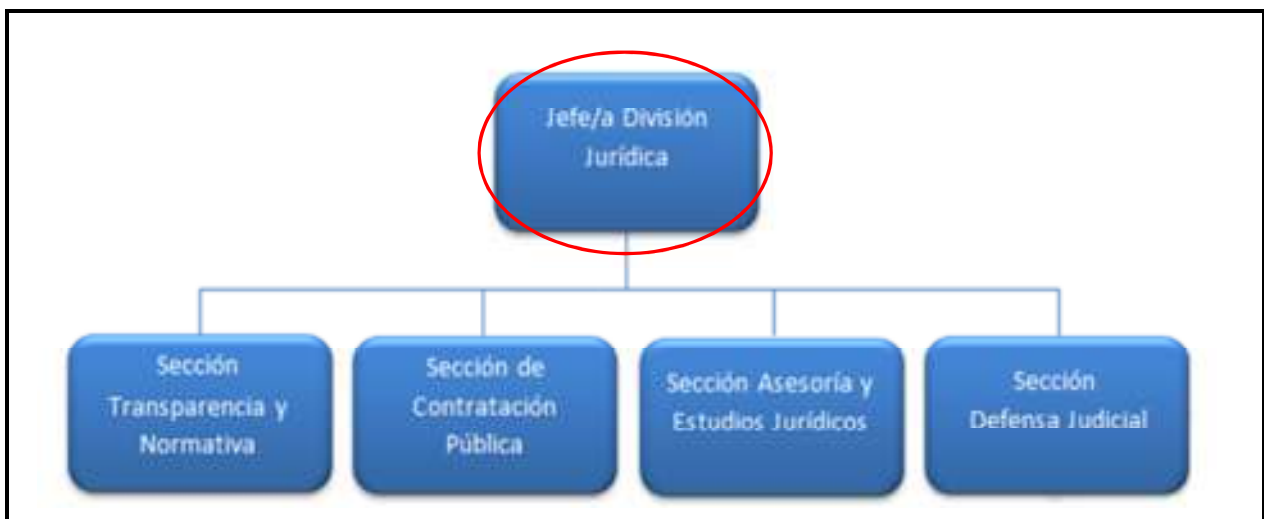 Jefe/a División
Jurídica
Sección
Transparencia y
Normativa
Sección de
Contratación
Pública
Sección Asesoría y
Estudios Jurídicos
Sección
Defensa Judicial